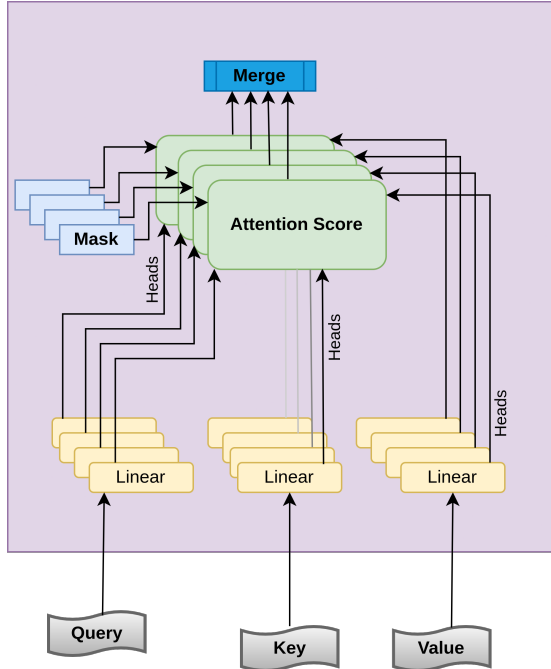 Merge
Attention Score
Mask
Heads
Heads
Heads
Linear
Linear
Linear
Query
Key
Value